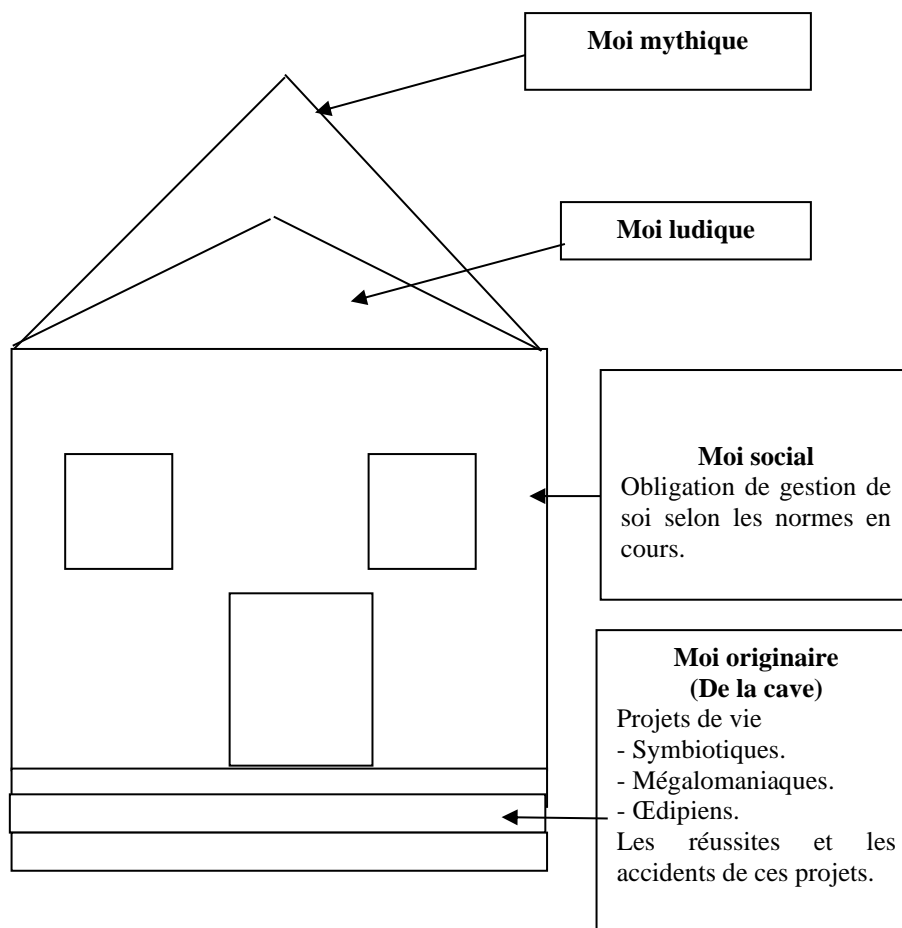 Moi mythique
Moi ludique
Moi social
Obligation de gestion de
soi selon les normes en
cours.
Moi originaire
(De la cave)
Projets de vie
- Symbiotiques.
- Mégalomaniaques.
- Œdipiens.
Les réussites et les
accidents de ces projets.